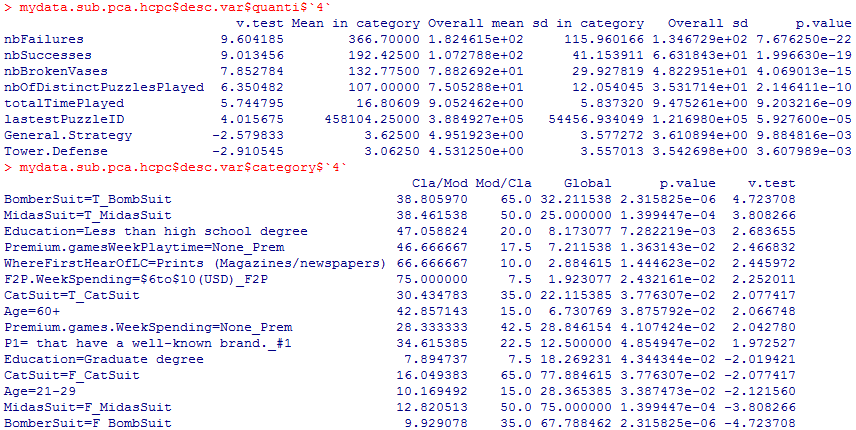 > mydata.sub.pca.hcpc$desc.var$quanti$`4`
v.test Mean in category Overall mean sd in category Overall sd p.value
nbFailures 9.604185 366.70000 1.824615e+02 115.960166 1.346729e+02 7.676250e-22
nbSuccesses 9.013456 192.42500 1.072788e+02 41.153911 6.631843e+01 1.996630e-19
nbBrokenVases 7.852784 132.77500 7.882692e+01 29.927819 4.822951e+01 4.069013e-15
nbOfDistinctPuzzlesPlayed 6.350482 107.00000 7.505288e+01 12.054045 3.531714e+01 2.146411e-10
totalTimePlayed 5.744795 16.80609 9.052462e+00 5.837320 9.475261e+00 9.203216e-09
lastestPuzzleID 4.015675 458104.25000 3.884927e+05 54456.934049 1.216980e+05 5.927600e-05
General.Strategy -2.579833 3.62500 4.951923e+00 3.577272 3.610894e+00 9.884816e-03
Tower.Defense -2.910545 3.06250 4.531250e+00 3.557013 3.542698e+00 3.607989e-03
> mydata.sub.pca.hcpc$desc.var$category$`4`
Cla/Mod Mod/Cla Global p.value v.test
BomberSuit=T_BombSuit 38.805970 65.0 32.211538 2.315825e-06 4.723708
MidasSuit=T_MidasSuit 38.461538 50.0 25.000000 1.399447e-04 3.808266
Education=Less than high school degree 47.058824 20.0 8.173077 7.282219e-03 2.683655
Premium.gamesWeekPlaytime=None_Prem 46.666667 17.5 7.211538 1.363143e-02 2.466832
WhereFirstHearOfLC=Prints (Magazines/newspapers) 66.666667 10.0 2.884615 1.444623e-02 2.445972
F2P.WeekSpending=$6to$10(USD)_F2P 75.000000 7.5 1.923077 2.432161e-02 2.252011
CatSuit=T_CatSuit 30.434783 35.0 22.115385 3.776307e-02 2.077417
Age=60+ 42.857143 15.0 6.730769 3.875792e-02 2.066748
Premium.games.WeekSpending=None_Prem 28.333333 42.5 28.846154 4.107424e-02 2.042780
P1= that have a well-known brand._#1 34.615385 22.5 12.500000 4.854947e-02 1.972527
Education=Graduate degree 7.894737 7.5 18.269231 4.344344e-02 -2.019421
CatSuit=F_CatSuit 16.049383 65.0 77.884615 3.776307e-02 -2.077417
Age=21-29 10.169492 15.0 28.365385 3.387473e-02 -2.121560
MidasSuit=F_MidasSuit 12.820513 50.0 75.000000 1.399447e-04 -3.808266
BomberSuit=F_BombSuit 9.929078 35.0 67.788462 2.315825e-06 -4.723708